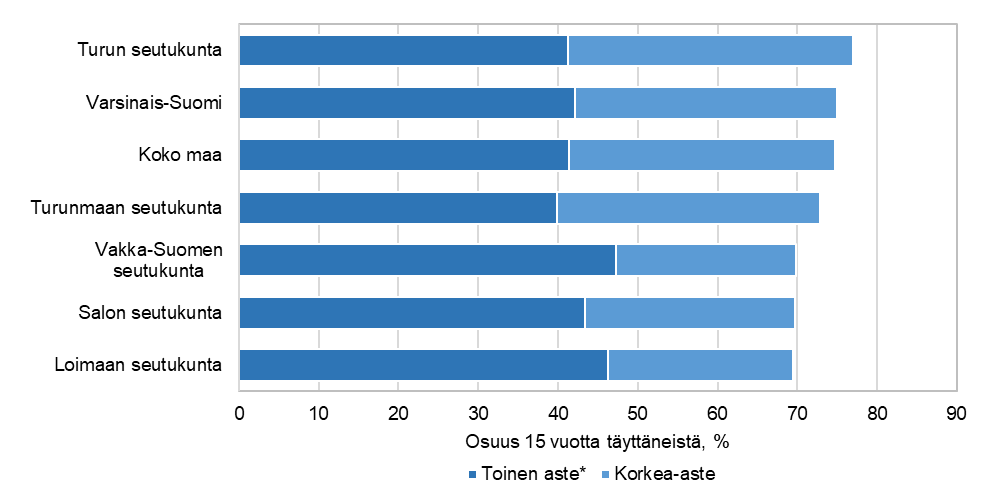 Turun seutukunta
Varsinais-Suomi
Koko maa
Turunmaan seutukunta
Vakka-Suomen
seutukunta
Salon seutukunta
Loimaan seutukunta
0 10 20 30 40 50 60 70 80 90
Osuus 15 vuotta täyttäneistä, %
Toinen aste* Korkea-aste